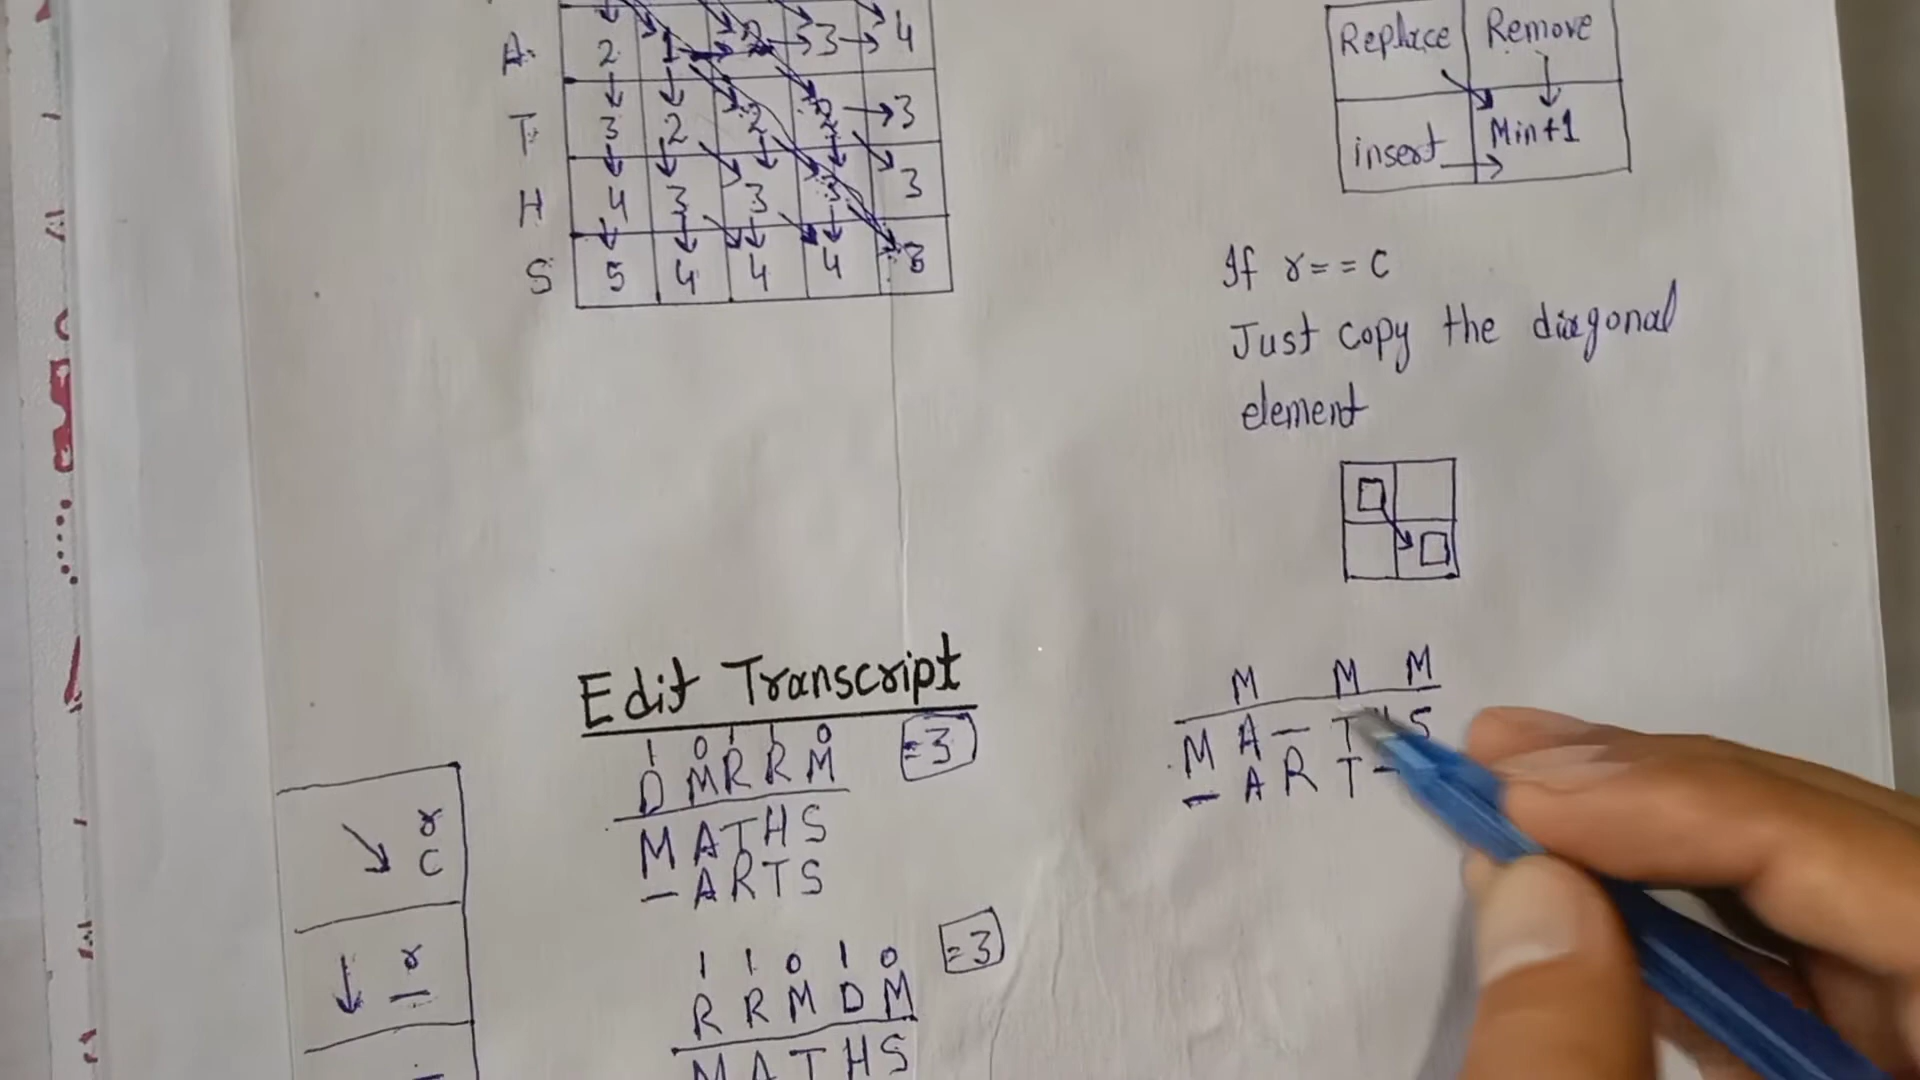 A 2 1 2 3 4
T 3 2 2 2 3
H 4 3 3 3 3
S 5 4 4 4 3
Replace Remove
insert Min+1
If r==c
Just copy the diagonal
element
Edit Transcript
1 0 1 1 0
D M R R M =3
M A T H S
– A R T S
1 1 0 1 0 =3
R R M D M
M A T H S
r
c
r
–
M M M
M A – T S
– A R T –